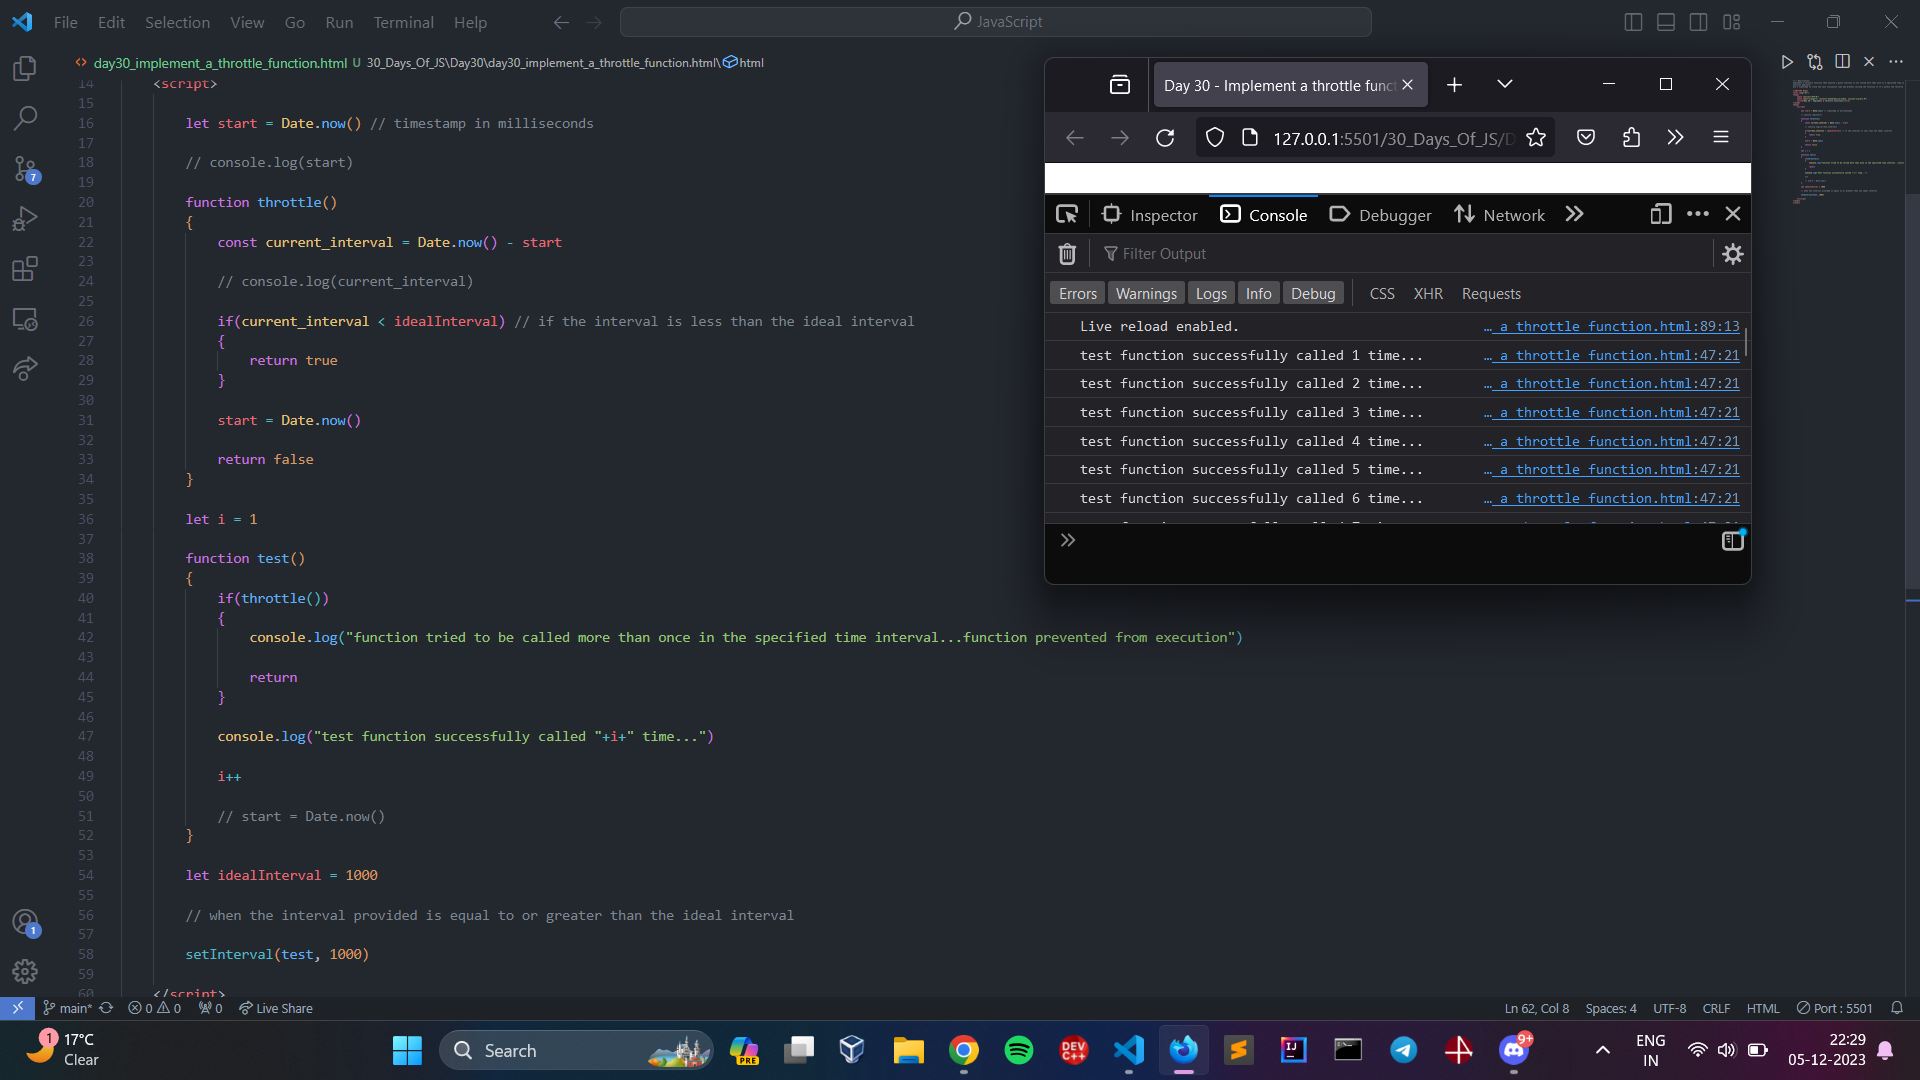 File Edit Selection View Go Run Terminal Help
JavaScript
day30_implement_a_throttle_function.html U 30_Days_Of_JS\Day30\day30_implement_a_throttle_function.html\html
14 <script>
15
16 let start = Date.now() // timestamp in milliseconds
17
18 // console.log(start)
19
20 function throttle()
21 {
22 const current_interval = Date.now() - start
23
24 // console.log(current_interval)
25
26 if(current_interval < idealInterval) // if the interval is less than the ideal interval
27 {
28 return true
29 }
30
31 start = Date.now()
32
33 return false
34 }
35
36 let i = 1
37
38 function test()
39 {
40 if(throttle())
41 {
42 console.log("function tried to be called more than once in the specified time interval...function prevented from execution")
43
44 return
45 }
46
47 console.log("test function successfully called "+i+" time...")
48
49 i++
50
51 // start = Date.now()
52 }
53
54 let idealInterval = 1000
55
56 // when the interval provided is equal to or greater than the ideal interval
57
58 setInterval(test, 1000)
59
60 </script>
7
1
Day 30 - Implement a throttle funct
127.0.0.1:5501/30_Days_Of_JS/D
Inspector Console Debugger Network
Filter Output
Errors Warnings Logs Info Debug CSS XHR Requests
Live reload enabled. … a_throttle_function.html:89:13
test function successfully called 1 time... … a_throttle_function.html:47:21
test function successfully called 2 time... … a_throttle_function.html:47:21
test function successfully called 3 time... … a_throttle_function.html:47:21
test function successfully called 4 time... … a_throttle_function.html:47:21
test function successfully called 5 time... … a_throttle_function.html:47:21
test function successfully called 6 time... … a_throttle_function.html:47:21
main* 0 0 0 Live Share Ln 62, Col 8 Spaces: 4 UTF-8 CRLF HTML Port : 5501
1 17°C
Clear
Search
PRE
DEV C++
IJ
9+
ENG
IN
22:29
05-12-2023